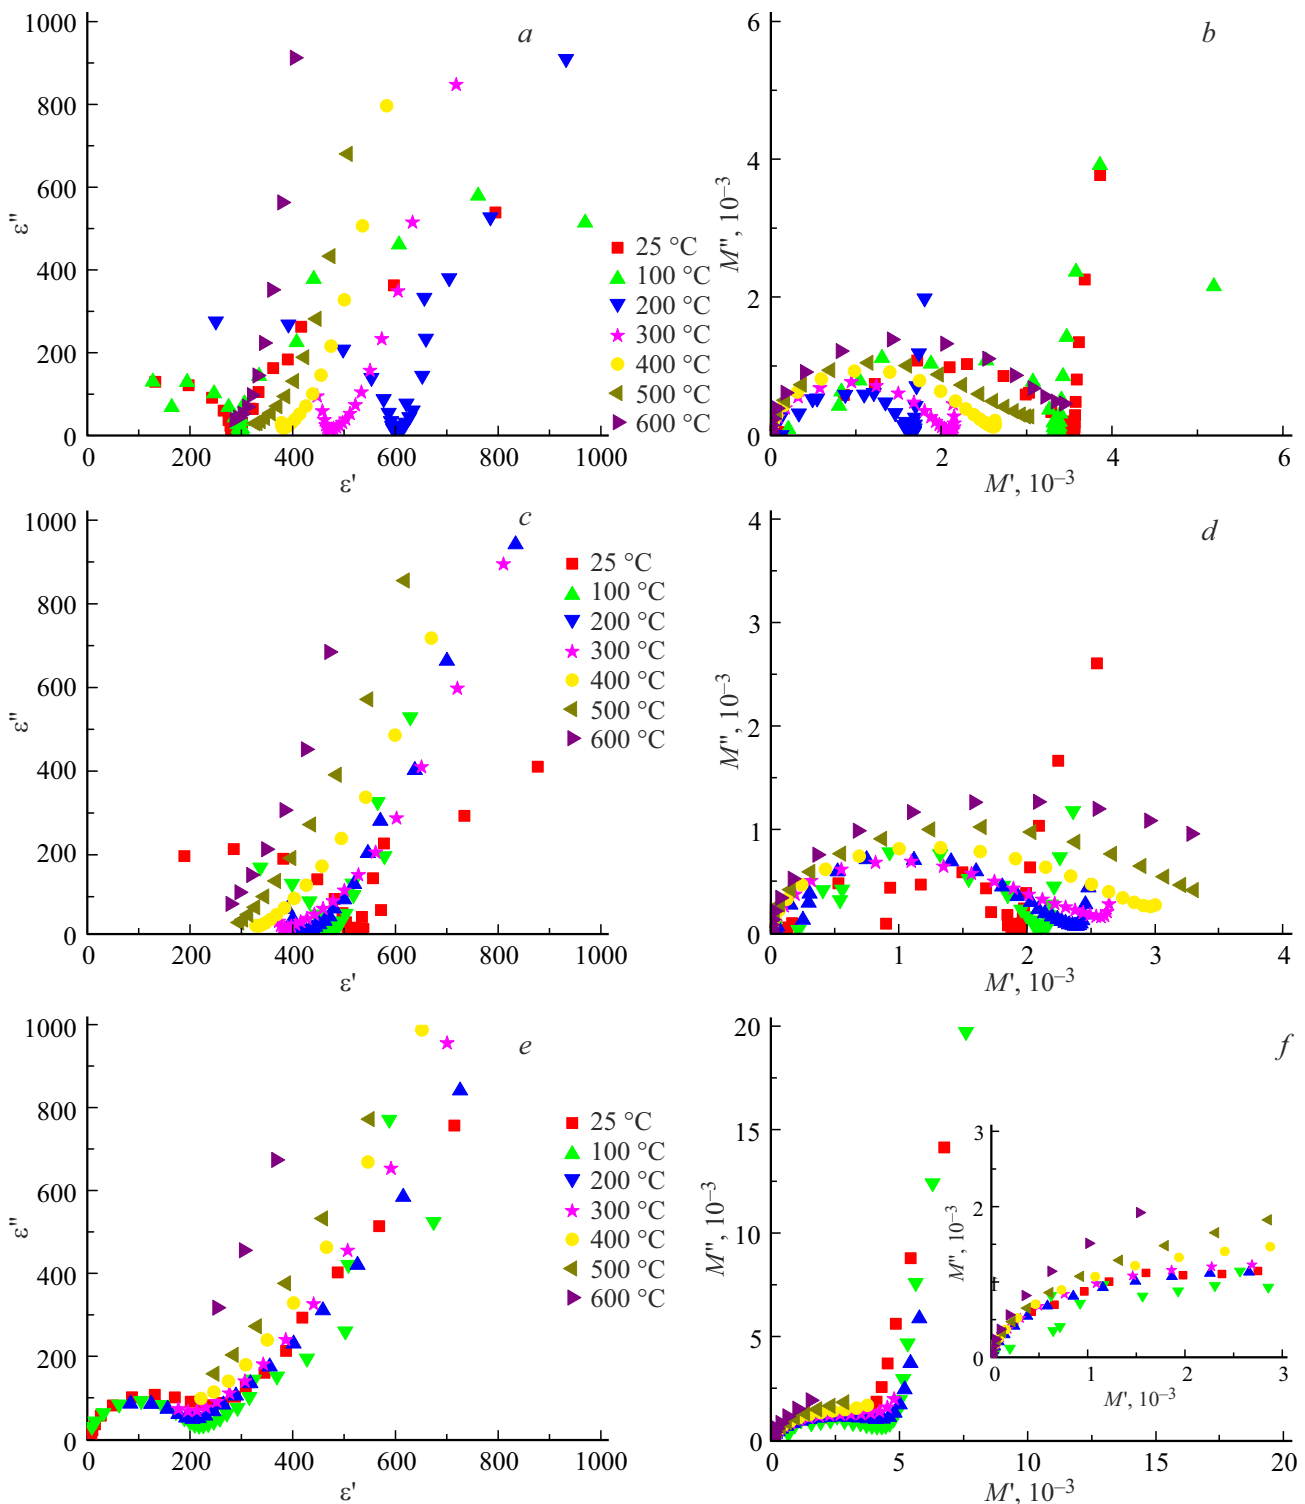 a
1000
800
600
400
200
0
ε''
0 200 400 600 800 1000
ε'
25 °C
100 °C
200 °C
300 °C
400 °C
500 °C
600 °C
b
6
4
2
0
M'', 10⁻³
0 2 4 6
M', 10⁻³
c
1000
800
600
400
200
0
ε''
0 200 400 600 800 1000
ε'
25 °C
100 °C
200 °C
300 °C
400 °C
500 °C
600 °C
d
4
3
2
1
0
M'', 10⁻³
0 1 2 3 4
M', 10⁻³
e
1000
800
600
400
200
0
ε''
0 200 400 600 800 1000
ε'
25 °C
100 °C
200 °C
300 °C
400 °C
500 °C
600 °C
f
20
15
10
5
0
M'', 10⁻³
0 5 10 15 20
M', 10⁻³
3
2
1
0
M'', 10⁻³
0 1 2 3
M', 10⁻³